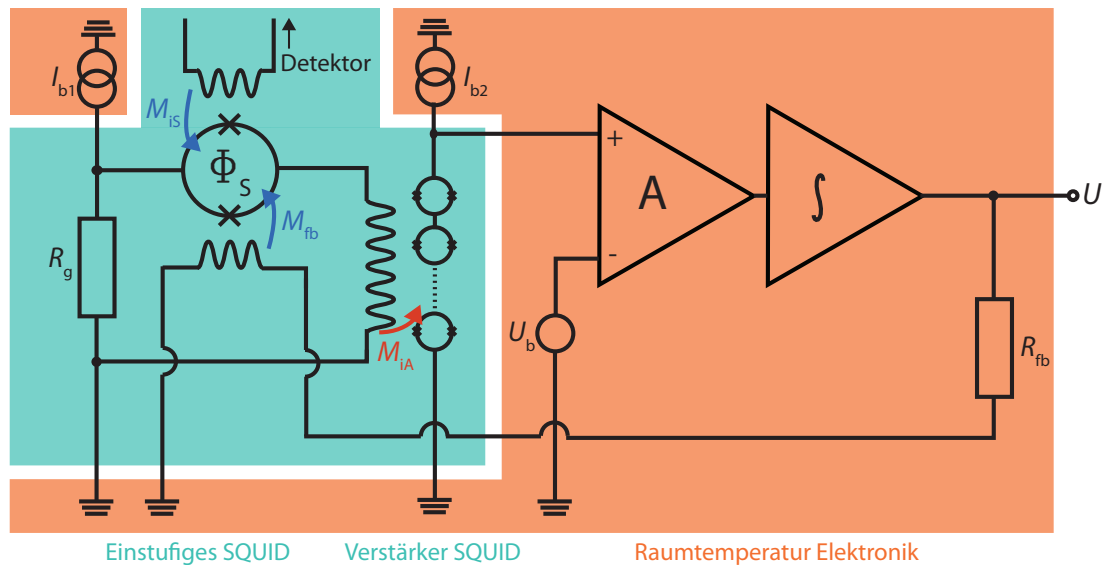 I_b1
Detektor
I_b2
M_iS
Φ_S
+
A
∫
U
M_fb
R_g
-
U_b
M_iA
R_fb
Einstufiges SQUID
Verstärker SQUID
Raumtemperatur Elektronik